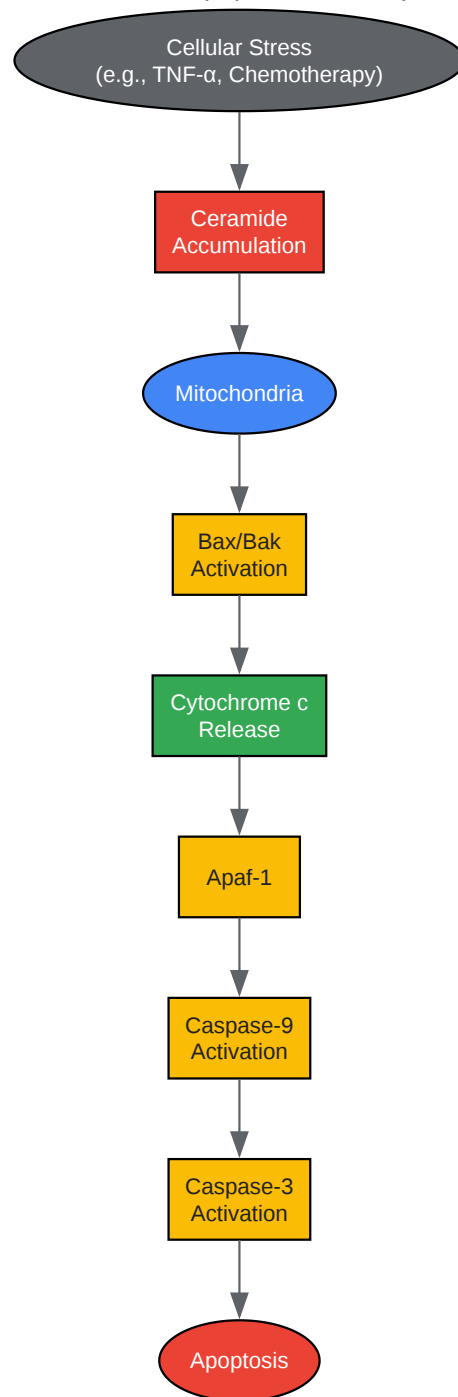 Cellular Stress
(e.g., TNF-α, Chemotherapy)
Ceramide
Accumulation
Mitochondria
Bax/Bak
Activation
Cytochrome c
Release
Apaf-1
Caspase-9
Activation
Caspase-3
Activation
Apoptosis